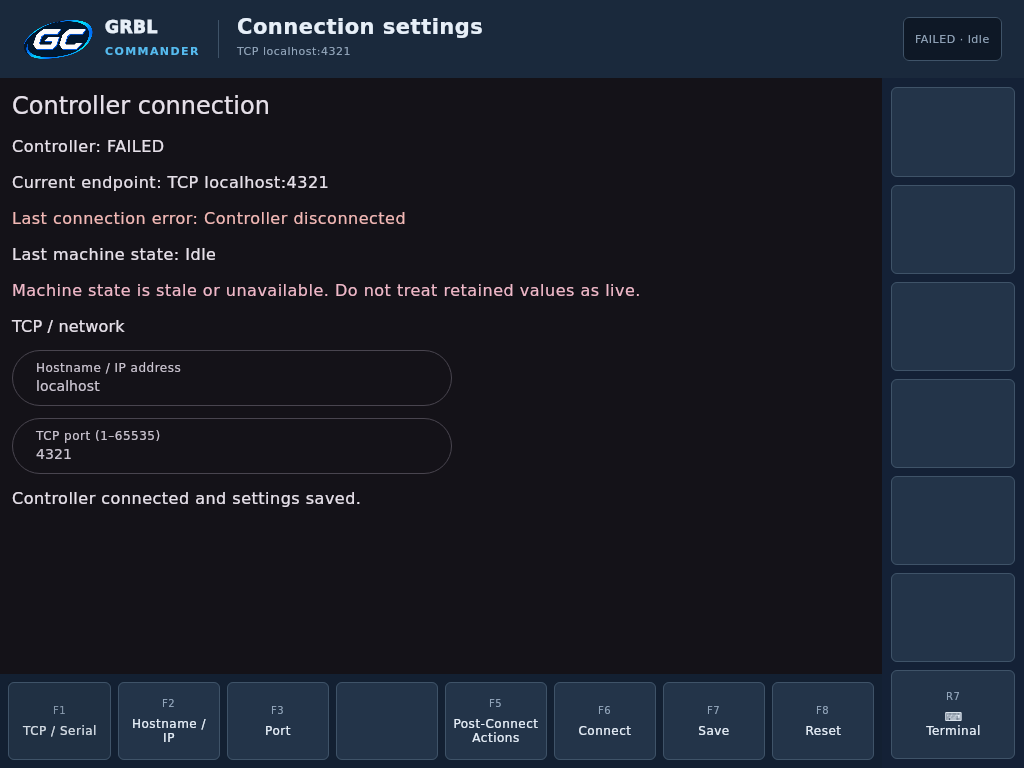 GC
GRBL
COMMANDER
Connection settings
TCP localhost:4321
FAILED · Idle
Controller connection
Controller: FAILED
Current endpoint: TCP localhost:4321
Last connection error: Controller disconnected
Last machine state: Idle
Machine state is stale or unavailable. Do not treat retained values as live.
TCP / network
Hostname / IP address
localhost
TCP port (1–65535)
4321
Controller connected and settings saved.
F1
TCP / Serial
F2
Hostname /
IP
F3
Port
F5
Post-Connect
Actions
F6
Connect
F7
Save
F8
Reset
R7
⌨
Terminal